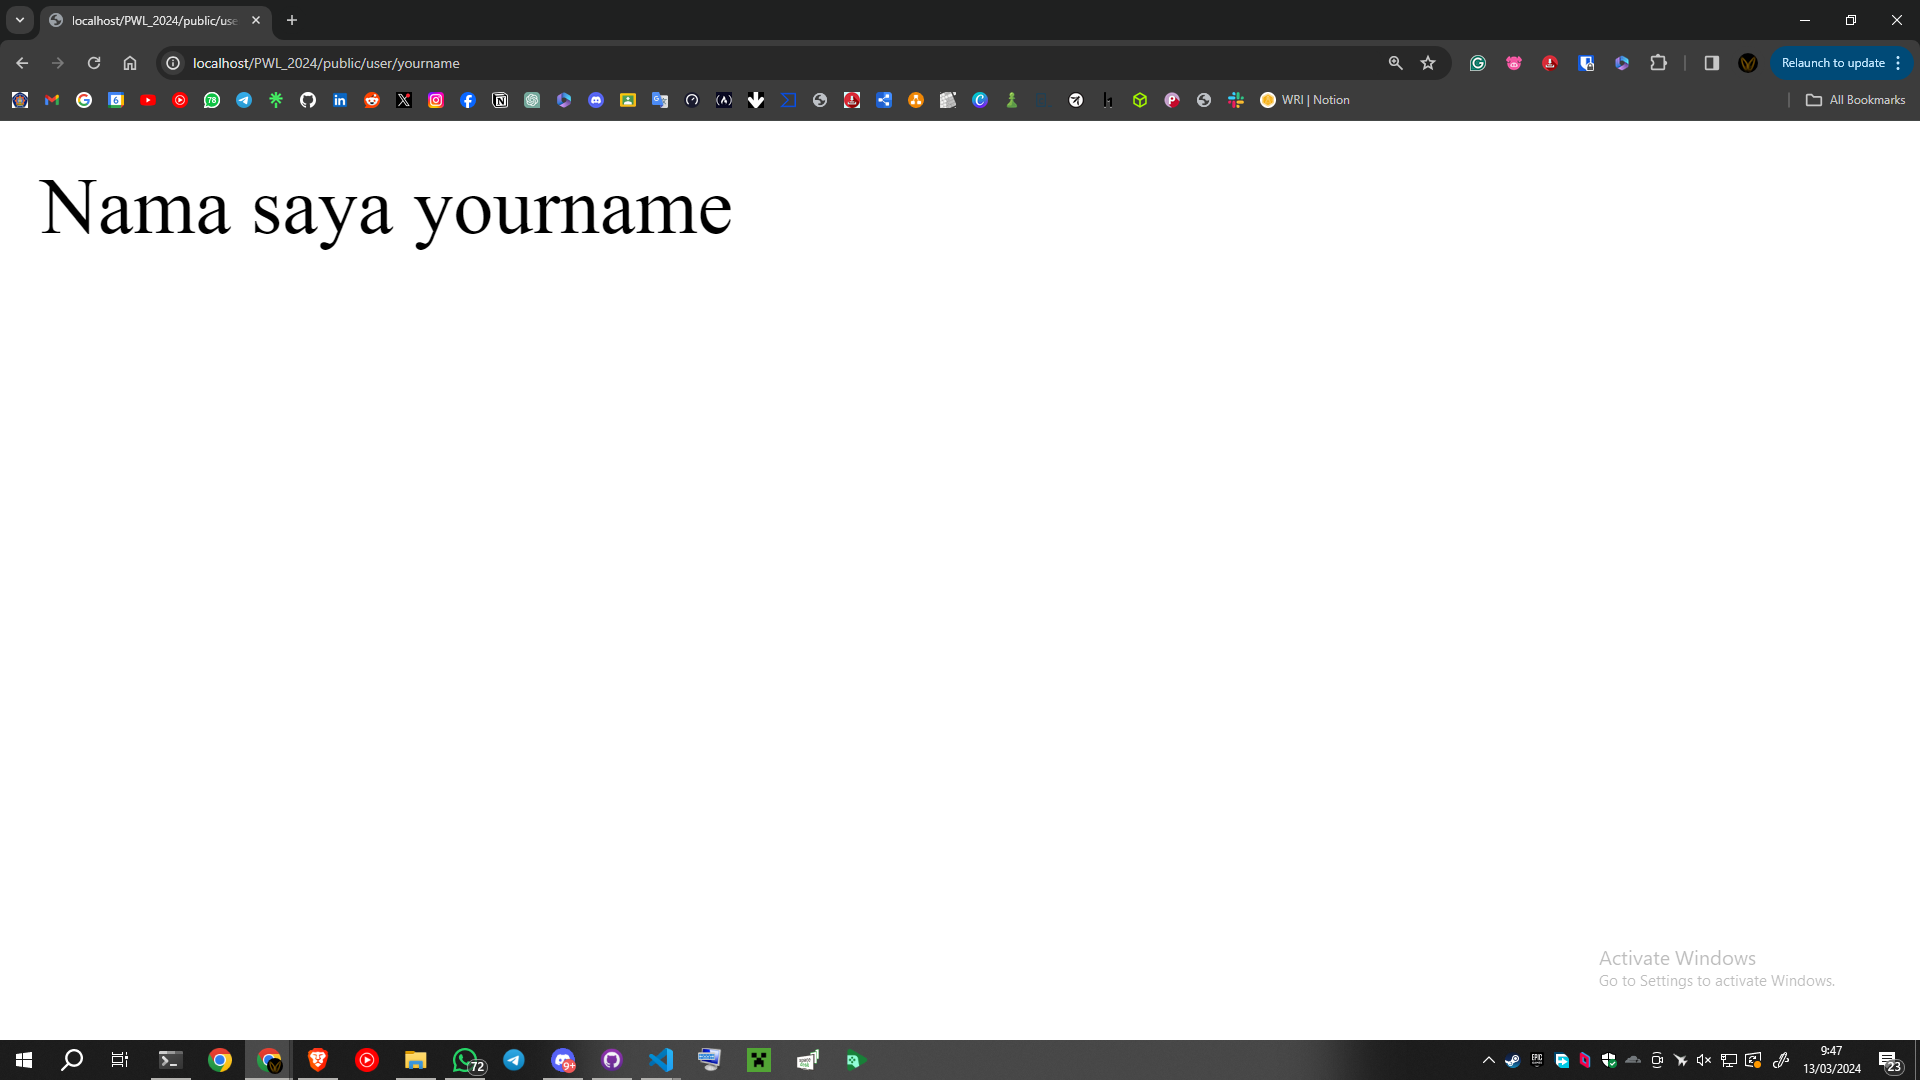 localhost/PWL_2024/public/use
localhost/PWL_2024/public/user/yourname
Relaunch to update
WRI | Notion
All Bookmarks
Nama saya yourname
Activate Windows
Go to Settings to activate Windows.
72
9+
9:47
13/03/2024
23